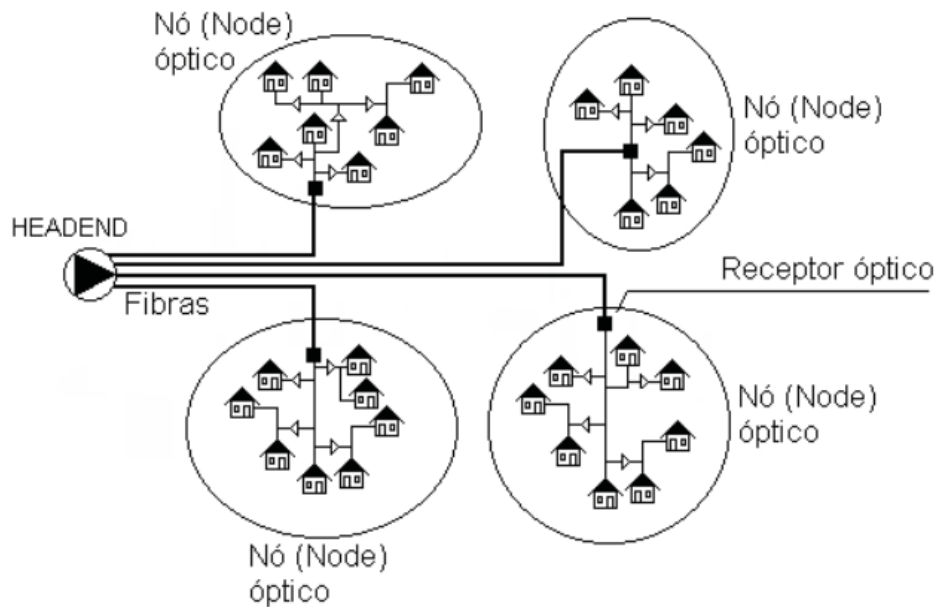 Nó (Node)
óptico
Nó (Node)
óptico
HEADEND
Fibras
Receptor óptico
Nó (Node)
óptico
Nó (Node)
óptico